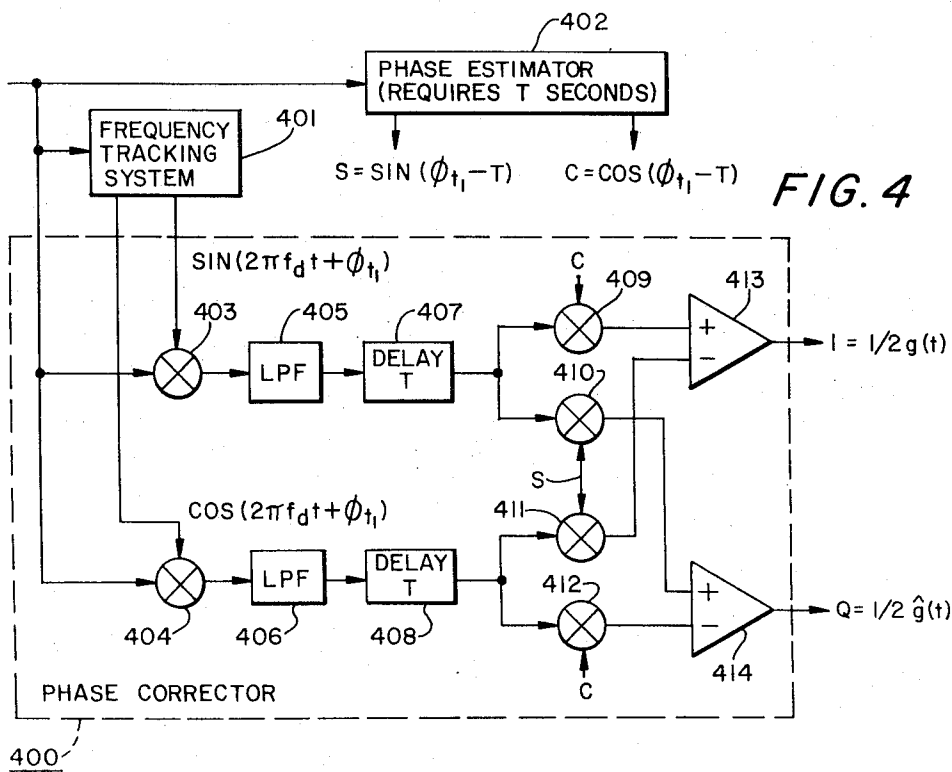 402
PHASE ESTIMATOR
(REQUIRES T SECONDS)
FREQUENCY
TRACKING
SYSTEM
401
S = SIN (ϕt₁ – T)
C = COS (ϕt₁ – T)
FIG. 4
SIN(2πf_d t + ϕt₁)
C
409
413
403
405
407
LPF
DELAY
T
+
–
I = 1/2 g(t)
410
S
COS(2πf_d t + ϕt₁)
411
LPF
DELAY
T
412
+
–
Q = 1/2 ĝ(t)
404
406
408
C
414
PHASE CORRECTOR
400